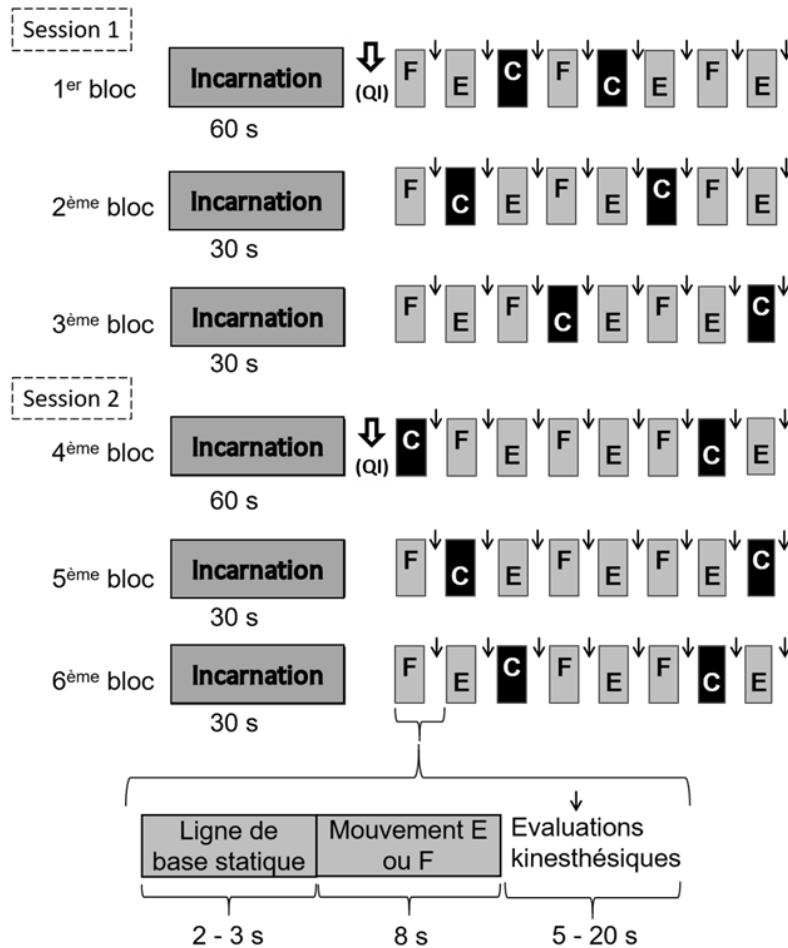 Session 1
1er bloc Incarnation (QI) F E C F C E F E
60 s
2ème bloc Incarnation F C E F E C F E
30 s
3ème bloc Incarnation F E F C E F E C
30 s
Session 2
4ème bloc Incarnation (QI) C F E F E F C E
60 s
5ème bloc Incarnation F C E F E F E C
30 s
6ème bloc Incarnation F E C F E F C E
30 s
Ligne de base statique
Mouvement E ou F
Evaluations kinesthésiques
2 - 3 s 8 s 5 - 20 s